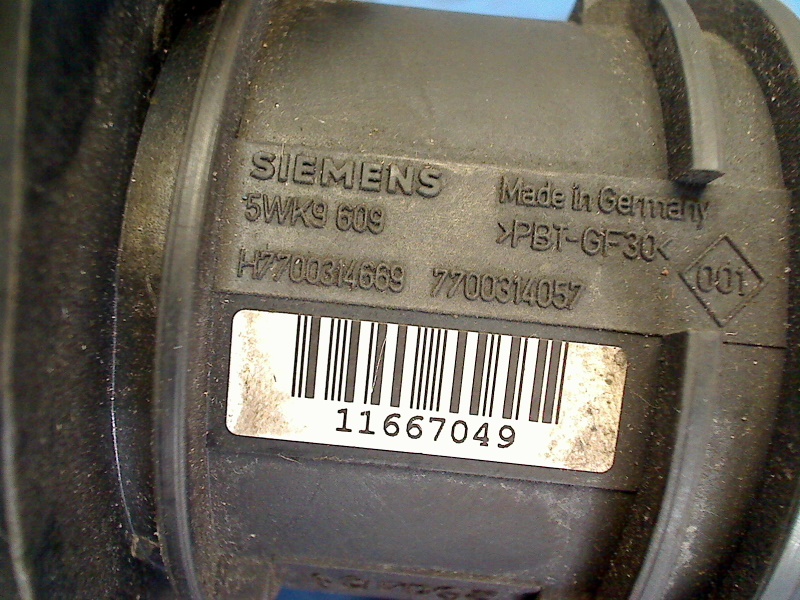 SIEMENS
5WK9 609
H7700314669 7700314057
Made in Germany
>PBT-GF30<
001
11667049